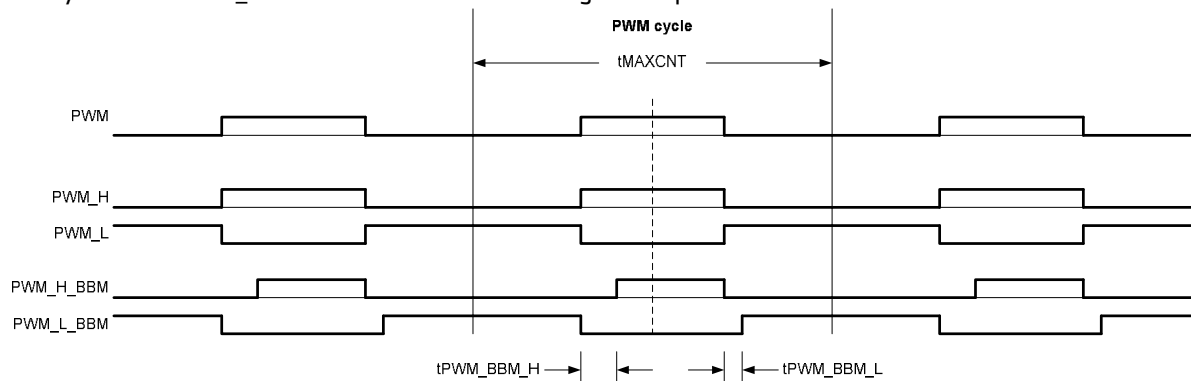 PWM cycle
tMAXCNT
PWM
PWM_H
PWM_L
PWM_H_BBM
PWM_L_BBM
tPWM_BBM_H
tPWM_BBM_L